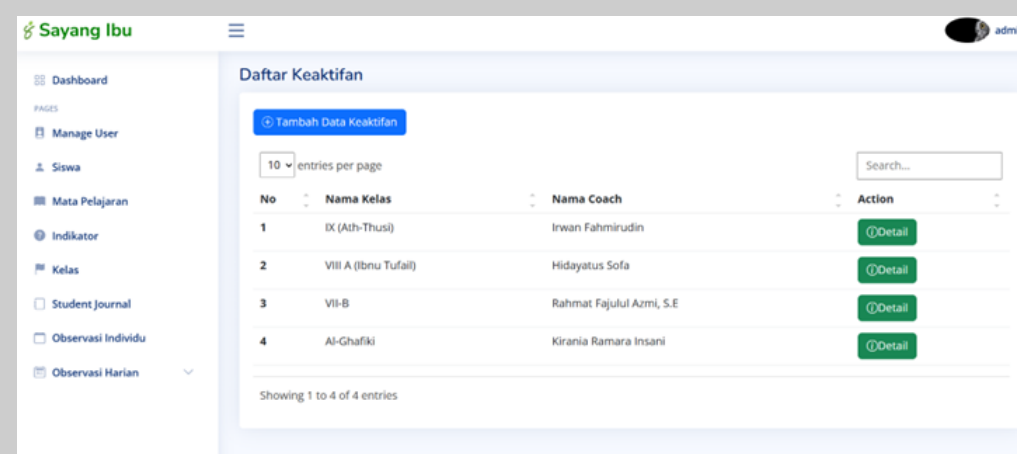 Sayang Ibu
admi
Dashboard
PAGES
Manage User
Siswa
Mata Pelajaran
Indikator
Kelas
Student Journal
Observasi Individu
Observasi Harian
Daftar Keaktifan
Tambah Data Keaktifan
10 entries per page
Search...
No Nama Kelas Nama Coach Action
1 IX (Ath-Thusi) Irwan Fahmirudin Detail
2 VIII A (Ibnu Tufail) Hidayatus Sofa Detail
3 VII-B Rahmat Fajulul Azmi, S.E Detail
4 Al-Ghafiki Kirania Ramara Insani Detail
Showing 1 to 4 of 4 entries